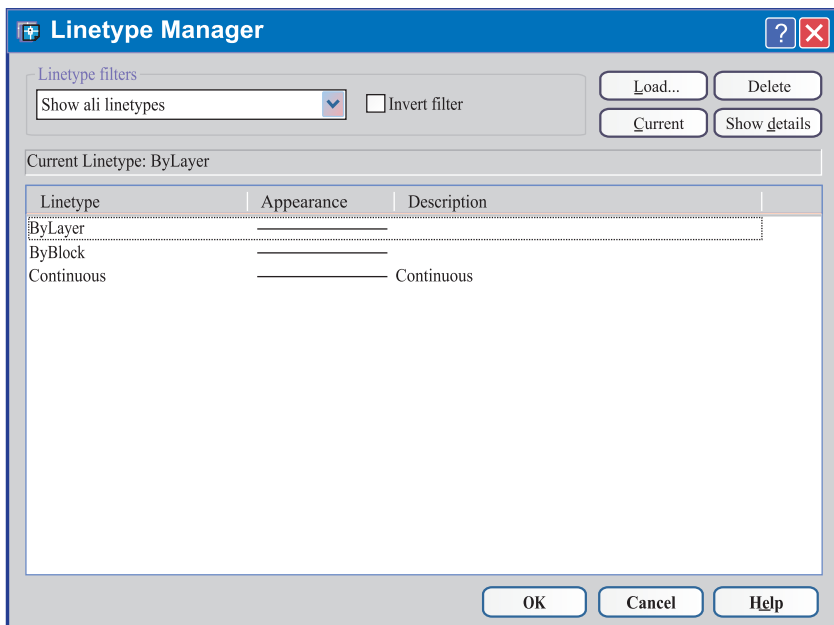 Linetype Manager
?
Linetype filters
Show ali linetypes
Invert filter
Load...
Delete
Current
Show details
Current Linetype: ByLayer
Linetype Appearance Description
ByLayer
ByBlock
Continuous Continuous
OK Cancel Help